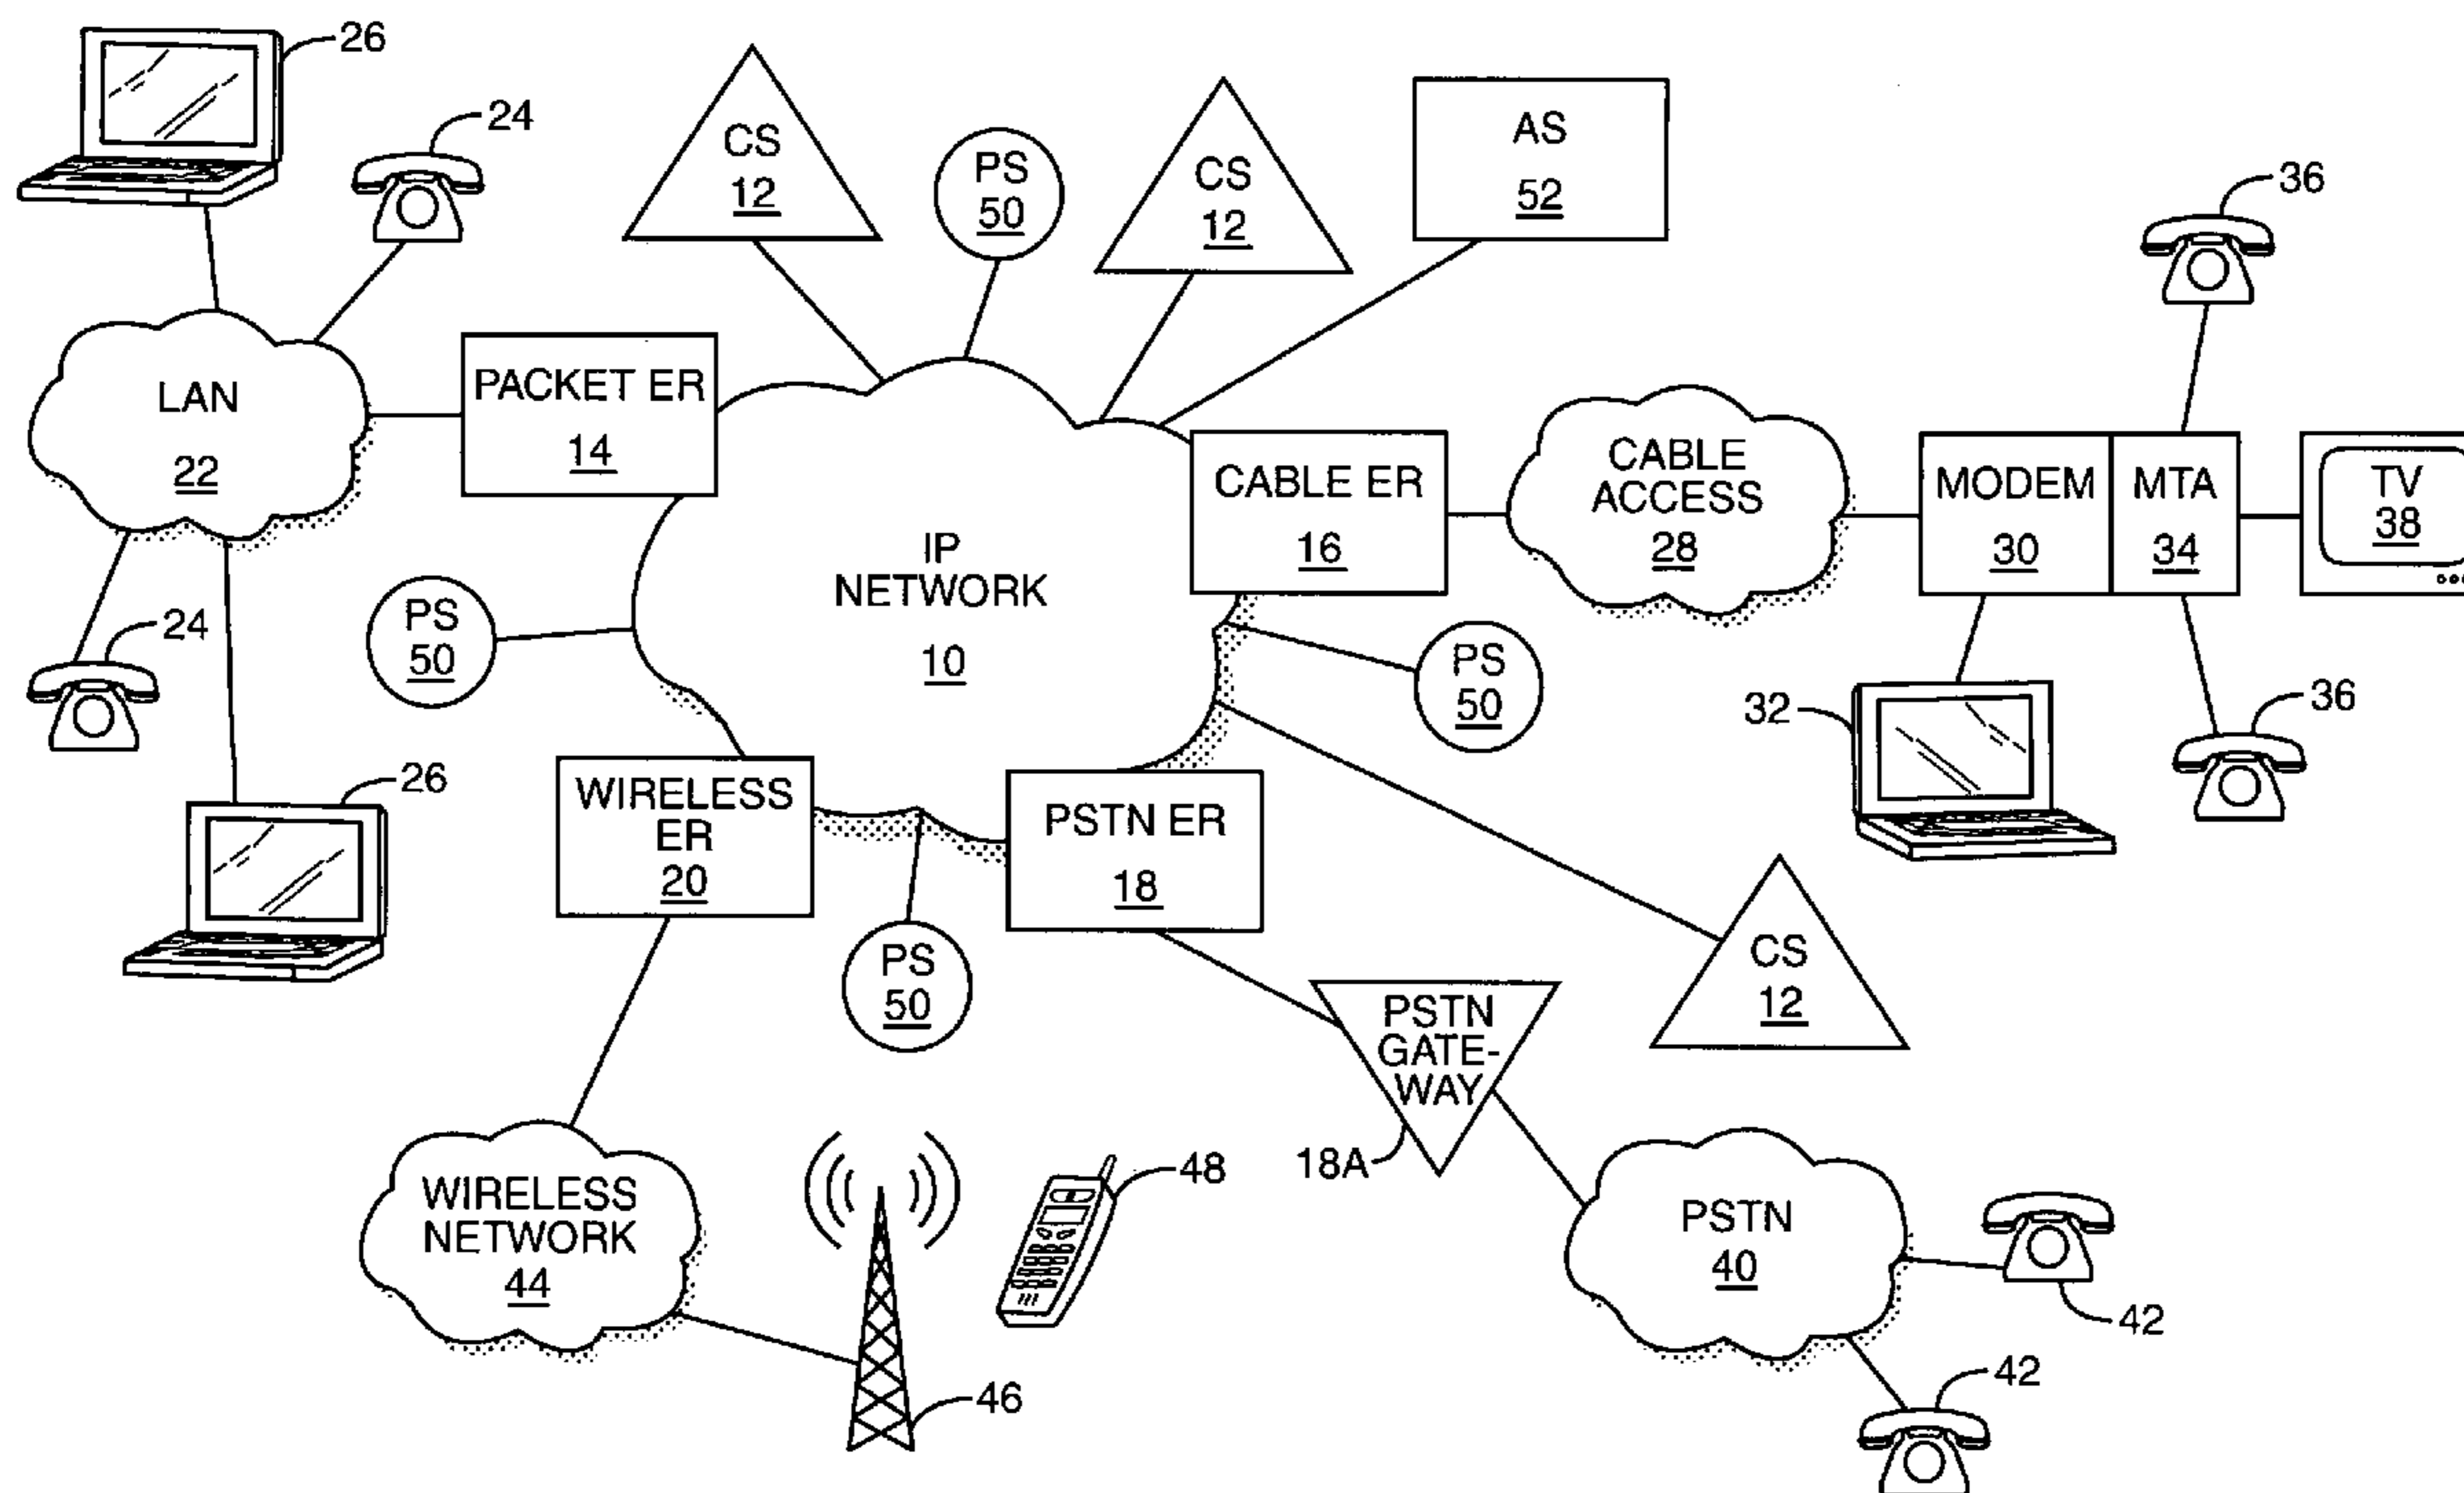 26
24
CS
12
PS
50
CS
12
AS
52
36
LAN
22
PACKET ER
14
IP
NETWORK
10
CABLE ER
16
CABLE
ACCESS
28
MODEM
30
MTA
34
TV
38
24
PS
50
PS
50
32
36
26
WIRELESS
ER
20
PSTN ER
18
PS
50
CS
12
PSTN
GATE-
WAY
18A
WIRELESS
NETWORK
44
48
46
PSTN
40
42
42